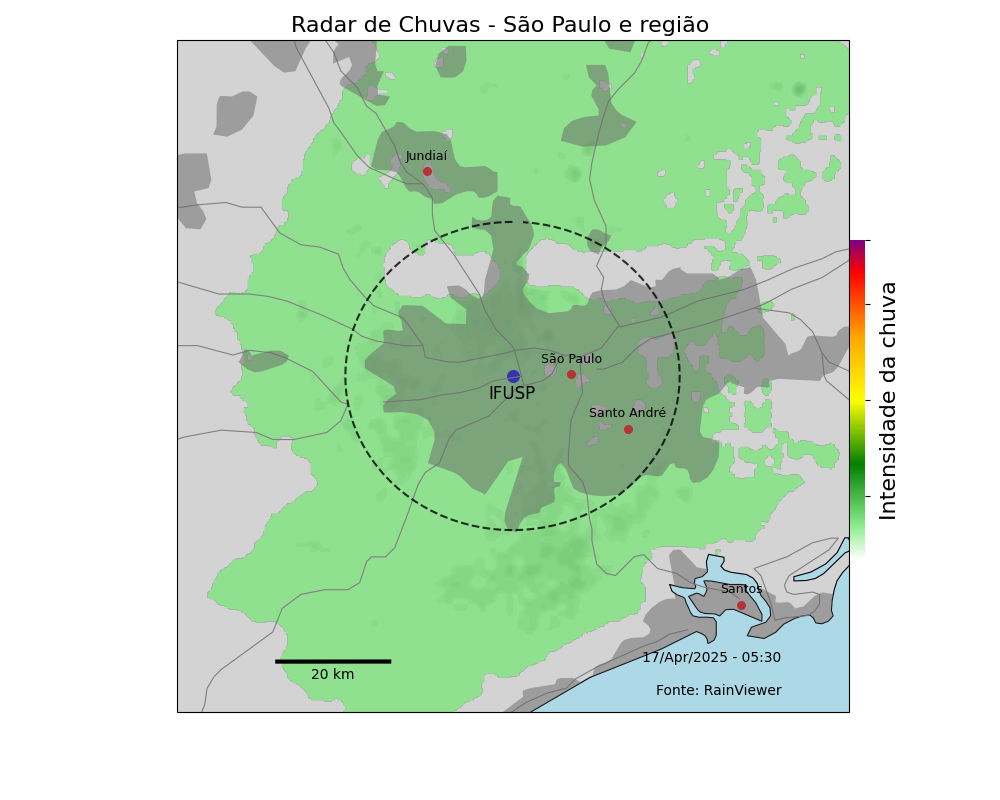 Radar de Chuvas - São Paulo e região
Jundiaí
São Paulo
IFUSP
Santo André
Santos
Intensidade da chuva
17/Apr/2025 - 05:30
20 km
Fonte: RainViewer